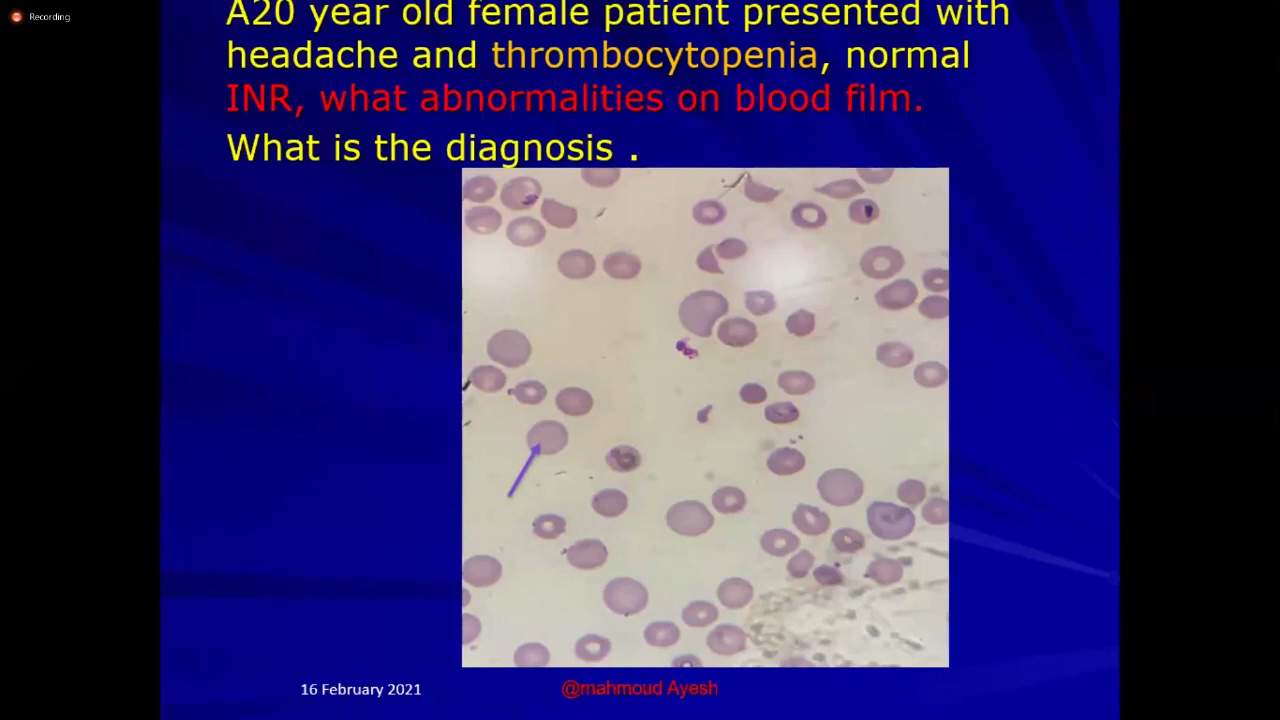 Recording
A20 year old female patient presented with
headache and thrombocytopenia, normal
INR, what abnormalities on blood film.
What is the diagnosis .
16 February 2021
@mahmoud Ayesh